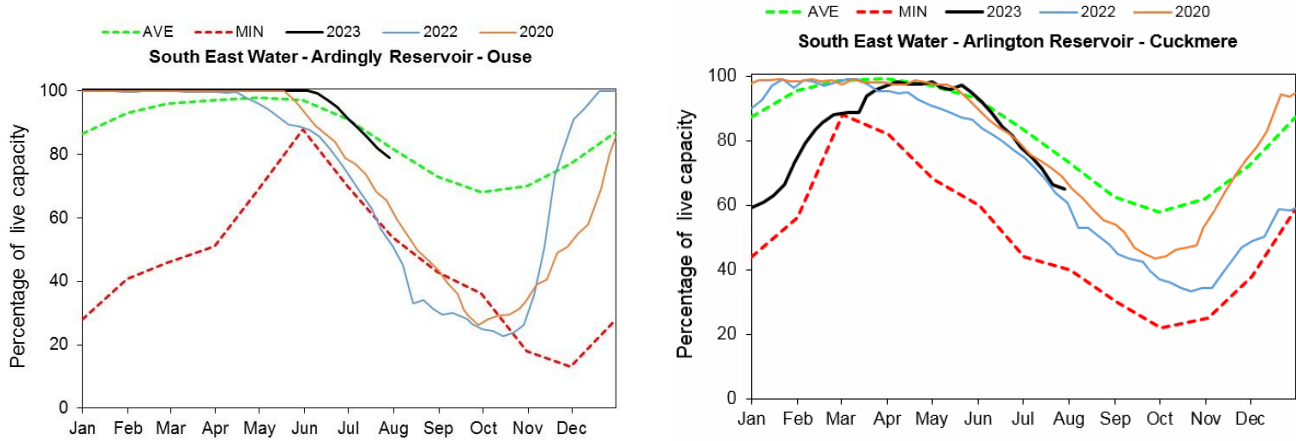 AVE MIN 2023 2022 2020
South East Water - Ardingly Reservoir - Ouse
Percentage of live capacity
100
80
60
40
20
0
Jan Feb Mar Apr May Jun Jul Aug Sep Oct Nov Dec
AVE MIN 2023 2022 2020
South East Water - Arlington Reservoir - Cuckmere
Percentage of live capacity
100
80
60
40
20
0
Jan Feb Mar Apr May Jun Jul Aug Sep Oct Nov Dec